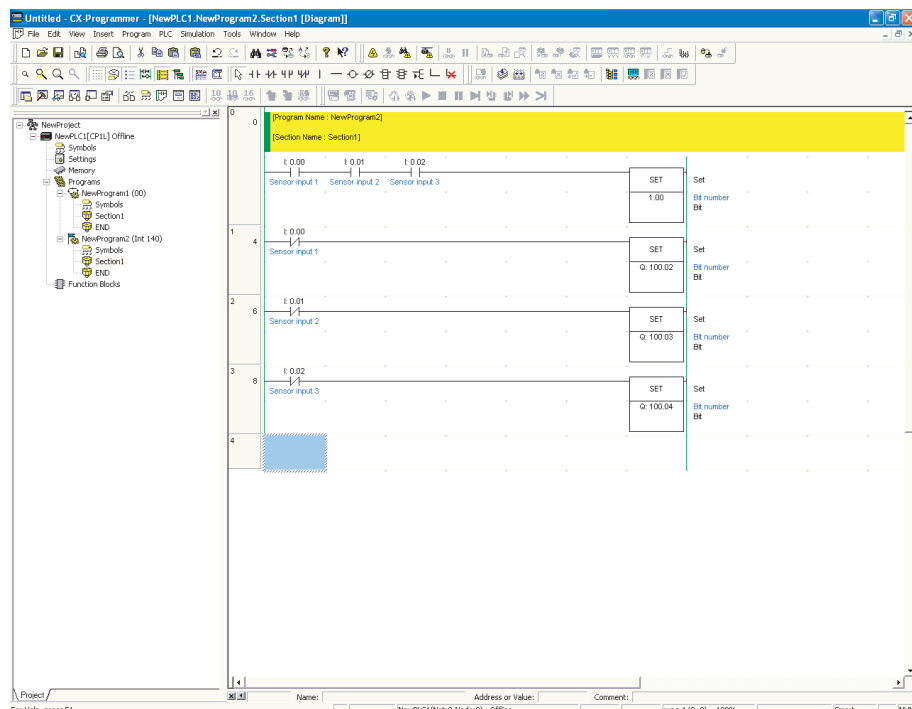 Untitled - CX-Programmer - [NewPLC1.NewProgram2.Section1 [Diagram]]
File Edit View Insert Program PLC Simulation Tools Window Help
10 10 16
NewProject
NewPLC1[CP1L] Offline
Symbols
Settings
Memory
Programs
NewProgram1 (00)
Symbols
Section1
END
NewProgram2 (Int 140)
Symbols
Section1
END
Function Blocks
Project
0
0
[Program Name : NewProgram2]
[Section Name : Section1]
I: 0.00 I: 0.01 I: 0.02
Sensor input 1 Sensor input 2 Sensor input 3
SET Set
1.00 Bit number
Bit
1
4
I: 0.00
Sensor input 1
SET Set
Q: 100.02 Bit number
Bit
2
6
I: 0.01
Sensor input 2
SET Set
Q: 100.03 Bit number
Bit
3
8
I: 0.02
Sensor input 3
SET Set
Q: 100.04 Bit number
Bit
4
Name: Address or Value: Comment: